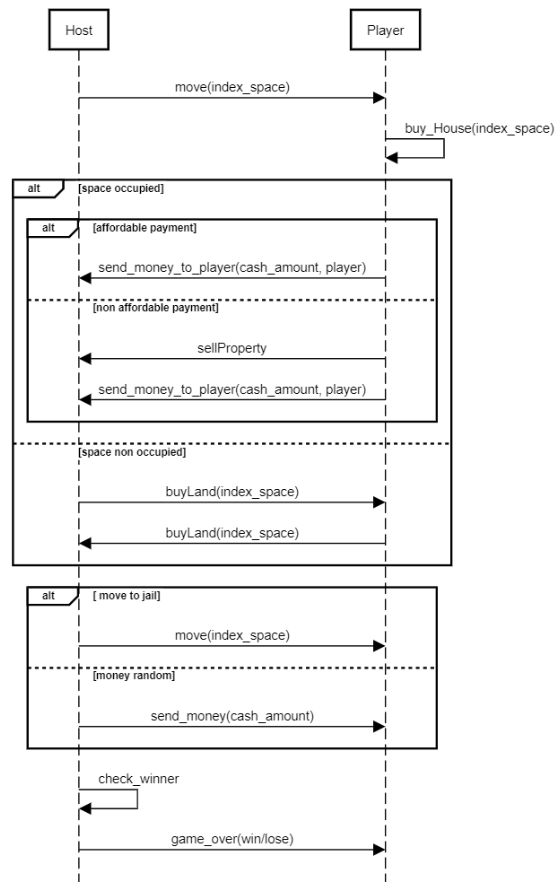 Host
Player
move(index_space)
buy_House(index_space)
alt
[space occupied]
alt
[affordable payment]
send_money_to_player(cash_amount, player)
[non affordable payment]
sellProperty
send_money_to_player(cash_amount, player)
[space non occupied]
buyLand(index_space)
buyLand(index_space)
alt
[ move to jail]
move(index_space)
[money random]
send_money(cash_amount)
check_winner
game_over(win/lose)